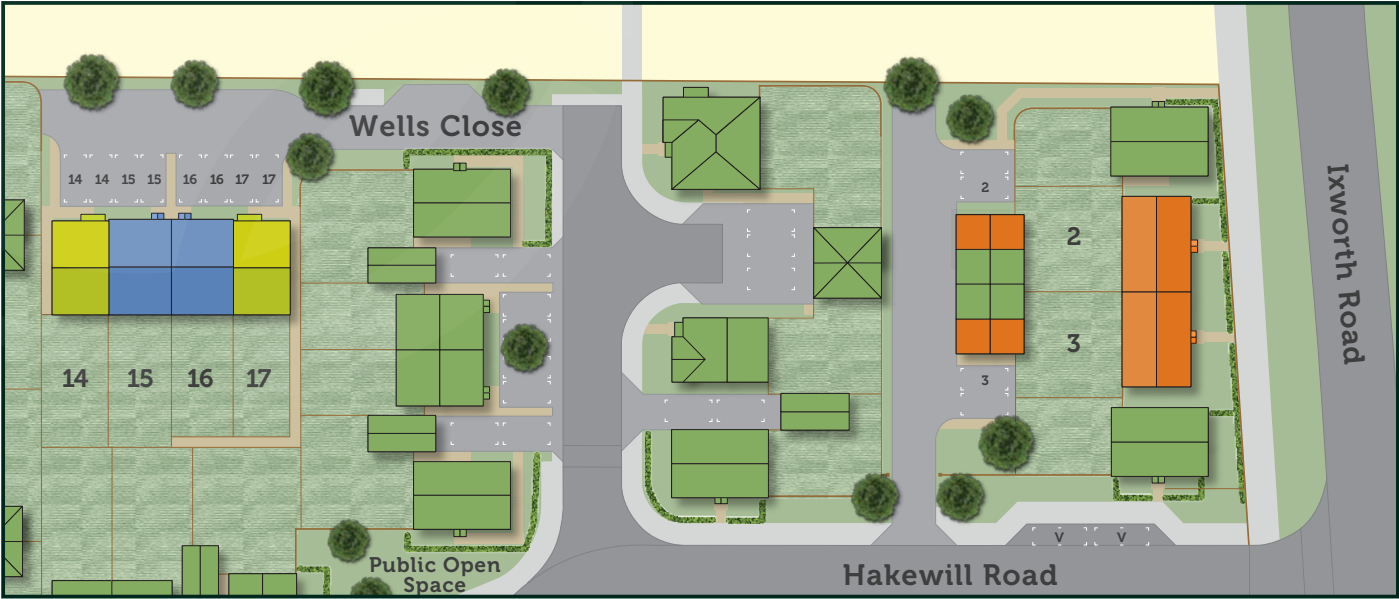 Wells Close
14 14 15 15 16 16 17 17
2
2
3
3
14 15 16 17
Ixworth Road
V V
Public Open
Space
Hakewill Road